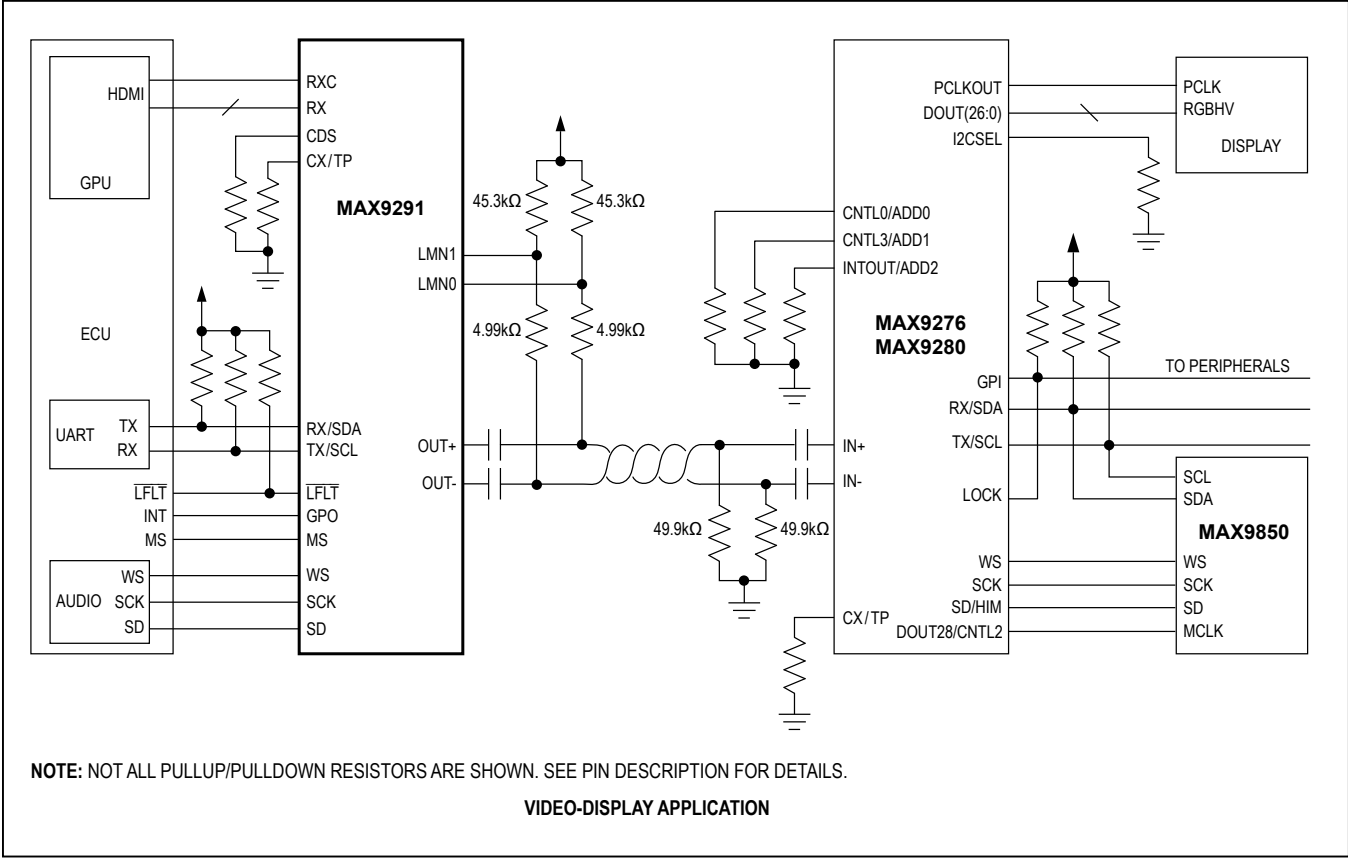 HDMI
GPU
ECU
UART
TX
RX
LFLT
INT
MS
AUDIO
WS
SCK
SD
RXC
RX
CDS
CX/TP
MAX9291
LMN1
LMN0
RX/SDA
TX/SCL
LFLT
GPO
MS
WS
SCK
SD
OUT+
OUT-
45.3kΩ
45.3kΩ
4.99kΩ
4.99kΩ
49.9kΩ
49.9kΩ
PCLKOUT
DOUT(26:0)
I2CSEL
CNTL0/ADD0
CNTL3/ADD1
INTOUT/ADD2
MAX9276
MAX9280
GPI
RX/SDA
TX/SCL
IN+
IN-
LOCK
WS
SCK
SD/HIM
CX/TP
DOUT28/CNTL2
PCLK
RGBHV
DISPLAY
TO PERIPHERALS
SCL
SDA
MAX9850
WS
SCK
SD
MCLK
NOTE: NOT ALL PULLUP/PULLDOWN RESISTORS ARE SHOWN. SEE PIN DESCRIPTION FOR DETAILS.
VIDEO-DISPLAY APPLICATION